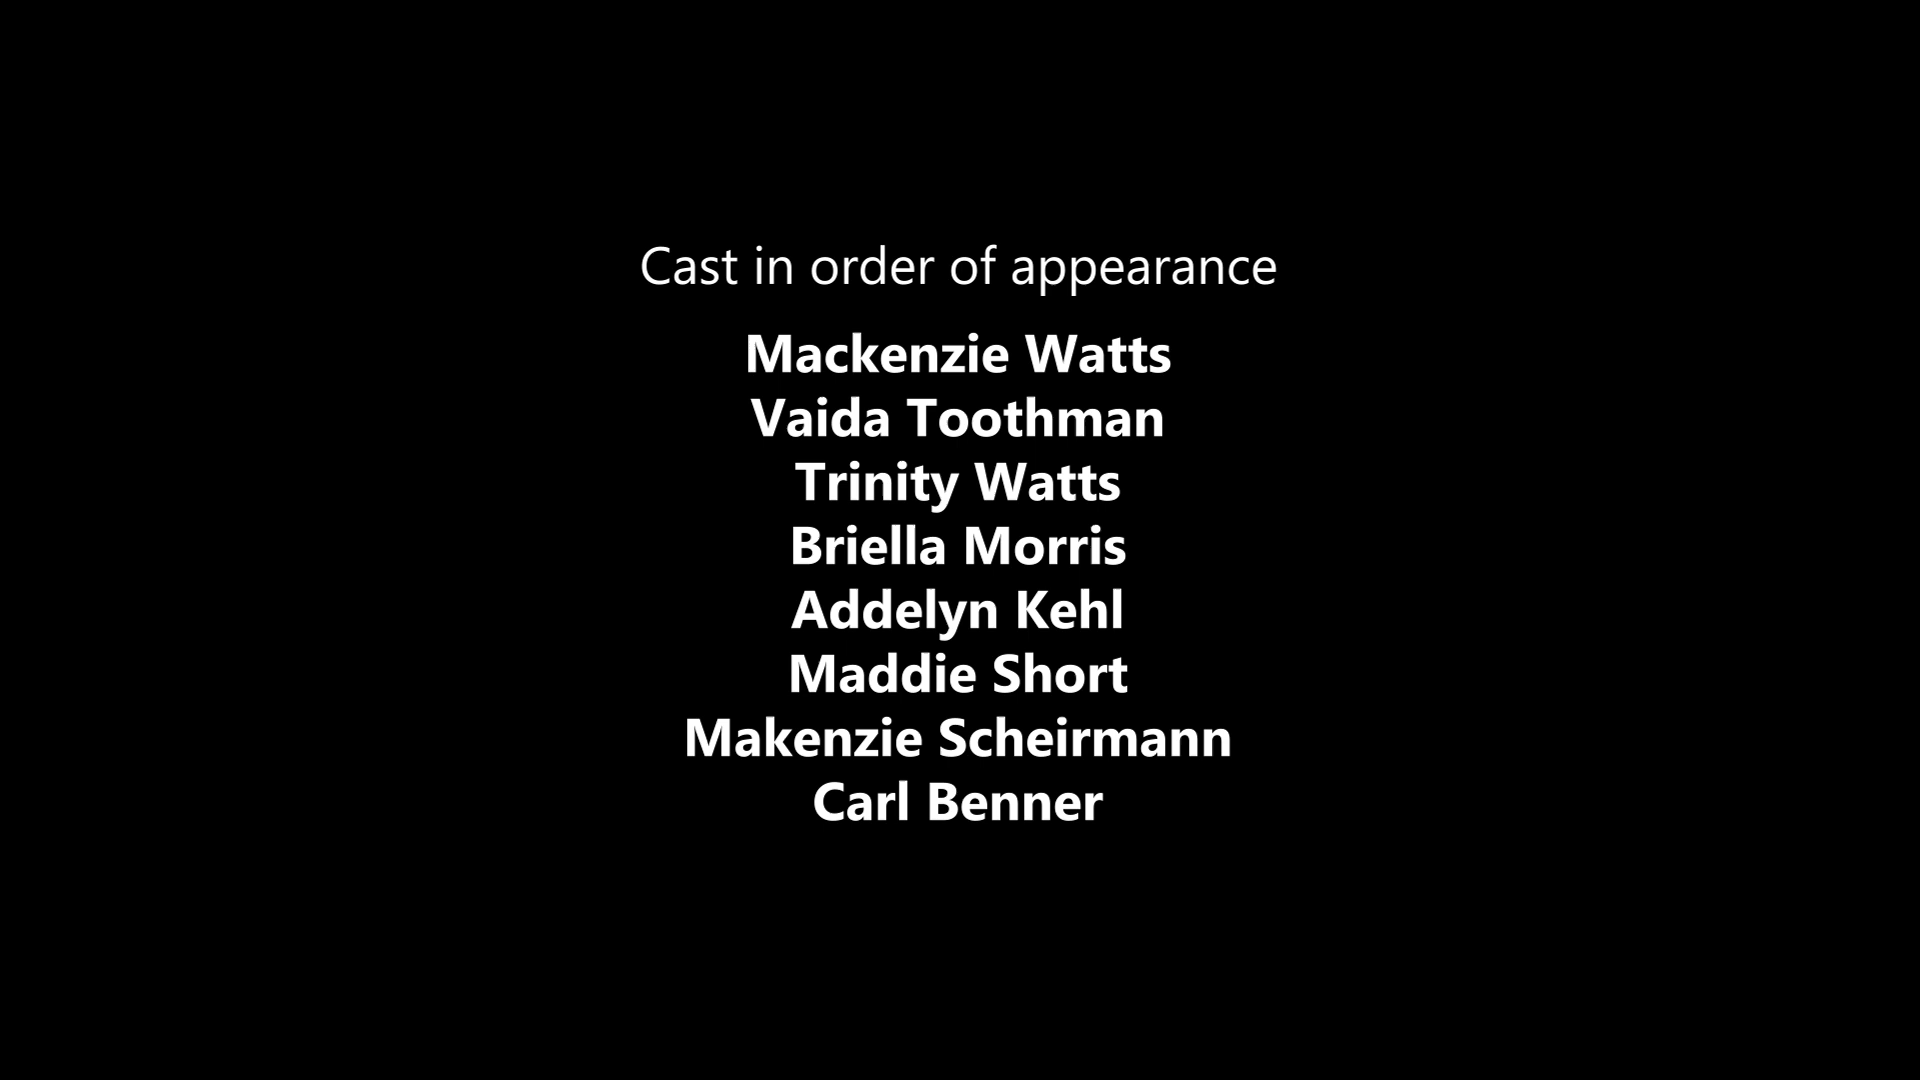 Cast in order of appearance
Mackenzie Watts
Vaida Toothman
Trinity Watts
Briella Morris
Addelyn Kehl
Maddie Short
Makenzie Scheirmann
Carl Benner